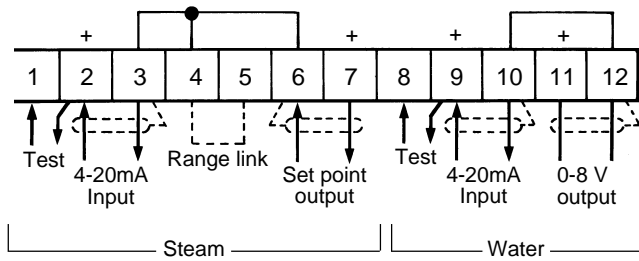 + + + +
1 2 3 4 5 6 7 8 9 10 11 12
Test Range link Test
4-20mA Set point 4-20mA 0-8 V
Input output Input output
Steam Water